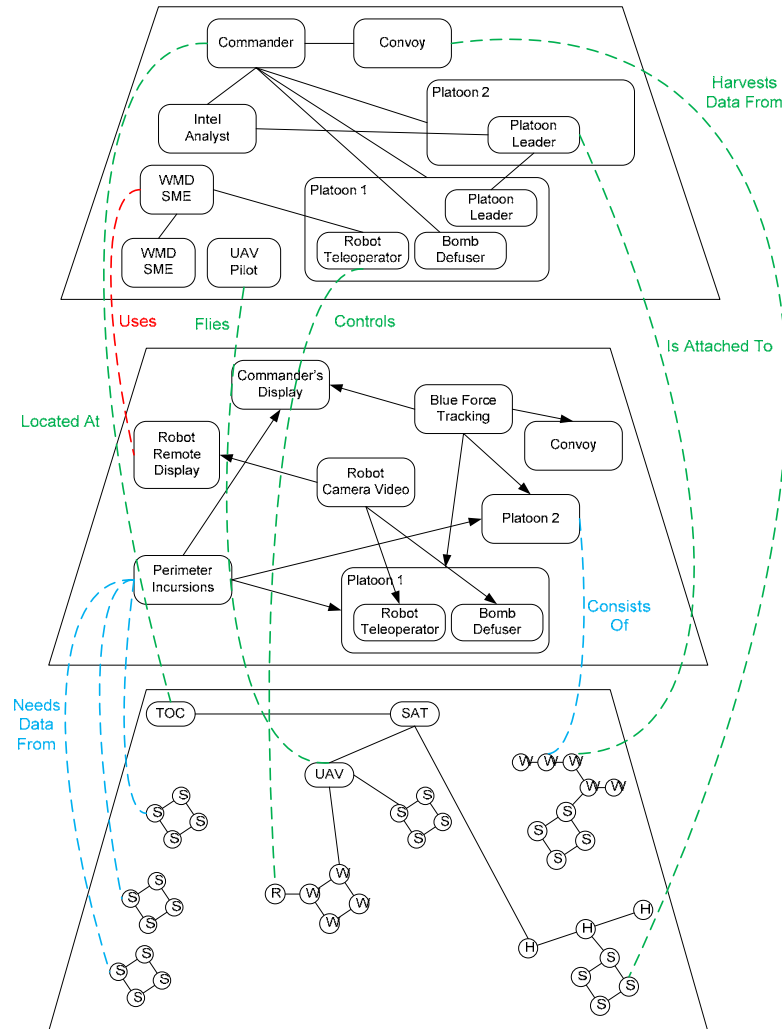 Commander
Convoy
Harvests
Data From
Platoon 2
Intel
Analyst
Platoon
Leader
WMD
SME
Platoon 1
Platoon
Leader
Robot
Teleoperator
Bomb
Defuser
WMD
SME
UAV
Pilot
Uses
Flies
Controls
Is Attached To
Commander's
Display
Blue Force
Tracking
Located At
Robot
Remote
Display
Convoy
Robot
Camera Video
Platoon 2
Perimeter
Incursions
Platoon 1
Robot
Teleoperator
Bomb
Defuser
Consists
Of
Needs
Data
From
TOC
SAT
UAV
W W W
W W
S
S
S
S
S
S
S
S
S
S
S
S
W
R W W
W
S
S
S
S
H
H
H
S
S
S
S
S
S
S
S